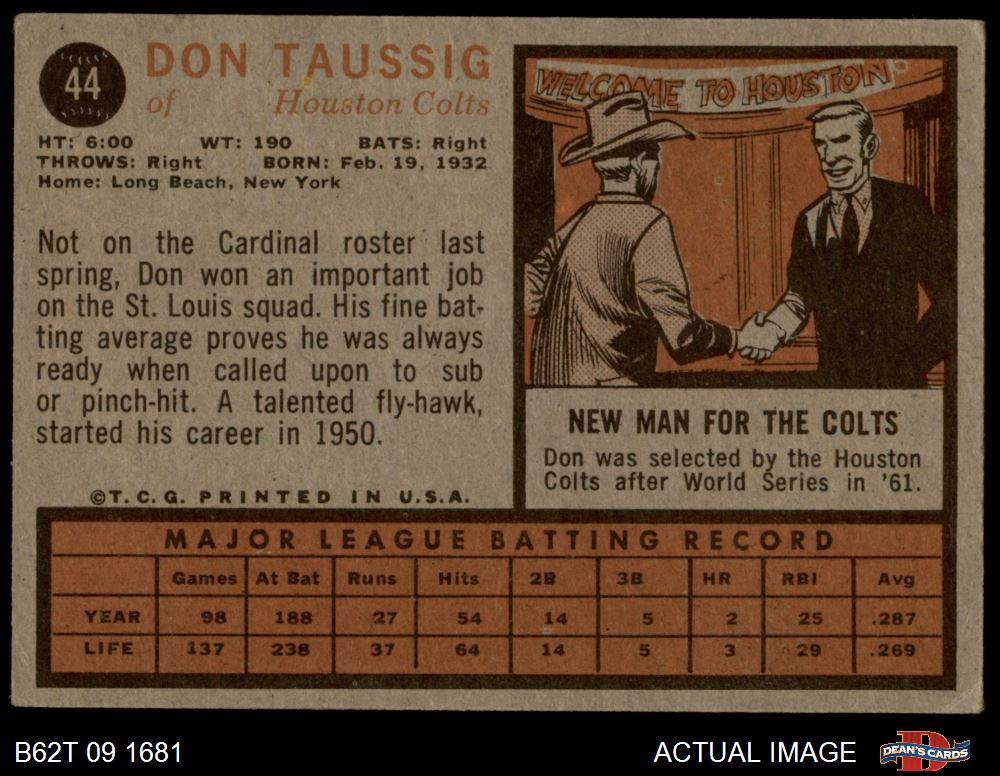 44
DON TAUSSIG
of Houston Colts
HT: 6:00 WT: 190 BATS: Right
THROWS: Right BORN: Feb. 19, 1932
Home: Long Beach, New York
Not on the Cardinal roster last
spring, Don won an important job
on the St. Louis squad. His fine bat-
ting average proves he was always
ready when called upon to sub
or pinch-hit. A talented fly-hawk,
started his career in 1950.
©T.C.G. PRINTED IN U.S.A.
WELCOME TO HOUSTON
NEW MAN FOR THE COLTS
Don was selected by the Houston
Colts after World Series in '61.
MAJOR LEAGUE BATTING RECORD
Games At Bat Runs Hits 2B 3B HR RBI Avg
YEAR 98 188 27 54 14 5 2 25 .287
LIFE 137 238 37 64 14 5 3 29 .269
B62T 09 1681
ACTUAL IMAGE
DEAN'S CARDS